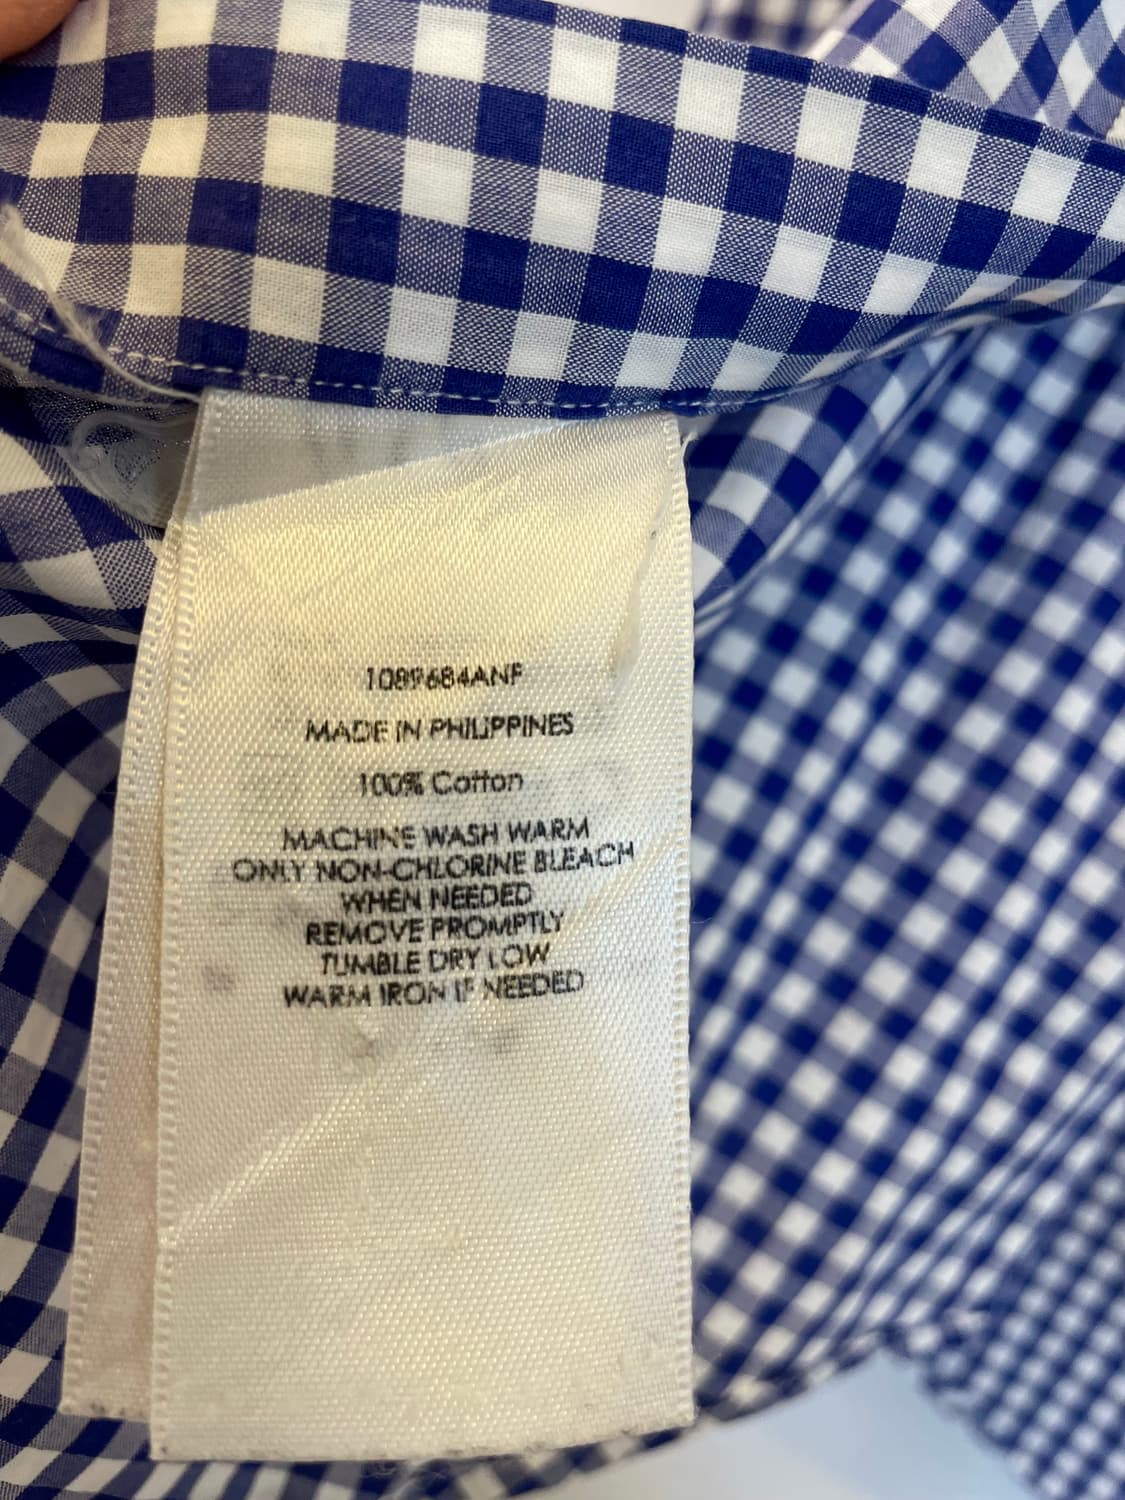 1089684ANF
MADE IN PHILIPPINES
100% Cotton
MACHINE WASH WARM
ONLY NON-CHLORINE BLEACH
WHEN NEEDED
REMOVE PROMPTLY
TUMBLE DRY LOW
WARM IRON IF NEEDED